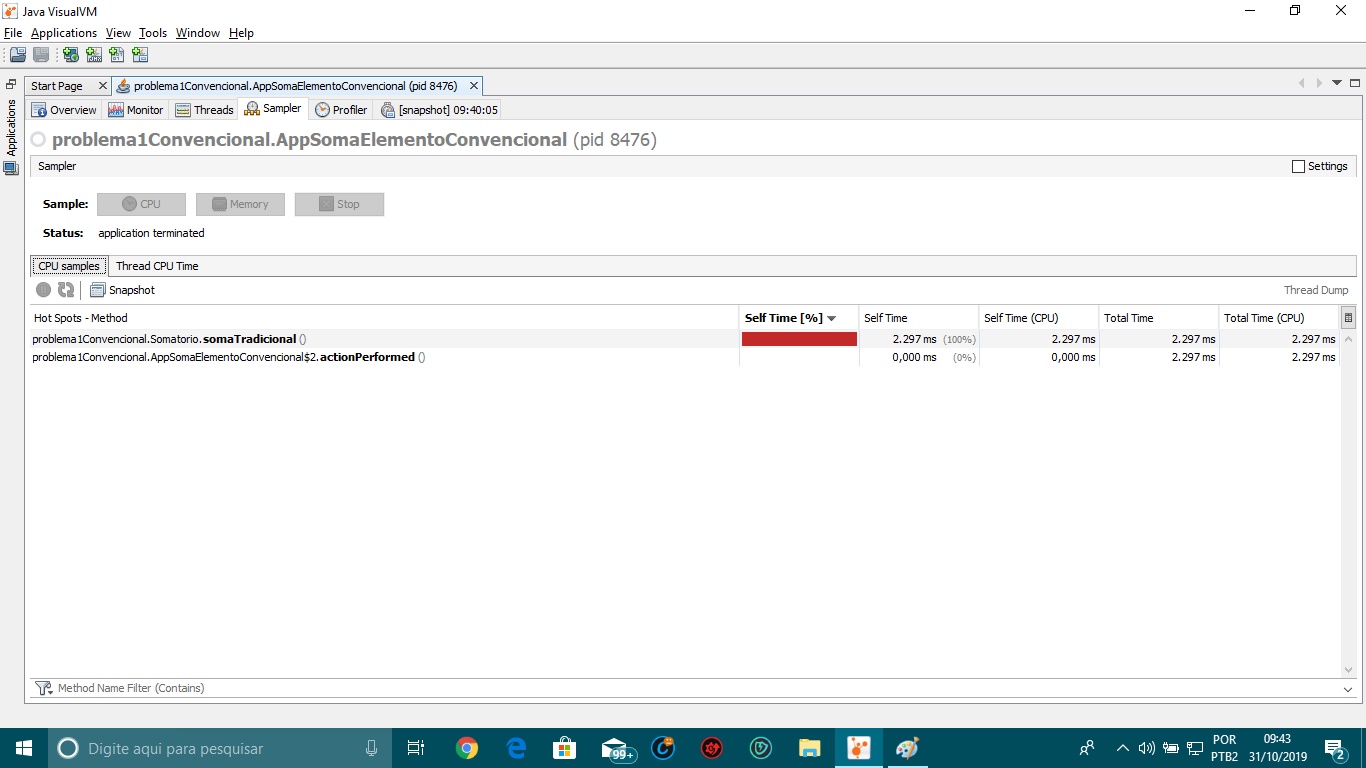 Java VisualVM
File Applications View Tools Window Help
Applications
Start Page problema1Convencional.AppSomaElementoConvencional (pid 8476)
Overview Monitor Threads Sampler Profiler [snapshot] 09:40:05
problema1Convencional.AppSomaElementoConvencional (pid 8476)
Sampler Settings
Sample: CPU Memory Stop
Status: application terminated
CPU samples Thread CPU Time
Snapshot Thread Dump
Hot Spots - Method Self Time [%] Self Time Self Time (CPU) Total Time Total Time (CPU)
problema1Convencional.Somatorio.somaTradicional () 2.297 ms (100%) 2.297 ms 2.297 ms 2.297 ms
problema1Convencional.AppSomaElementoConvencional$2.actionPerformed () 0,000 ms (0%) 0,000 ms 2.297 ms 2.297 ms
Method Name Filter (Contains)
Digite aqui para pesquisar 99+ POR 09:43
PTB2 31/10/2019 2